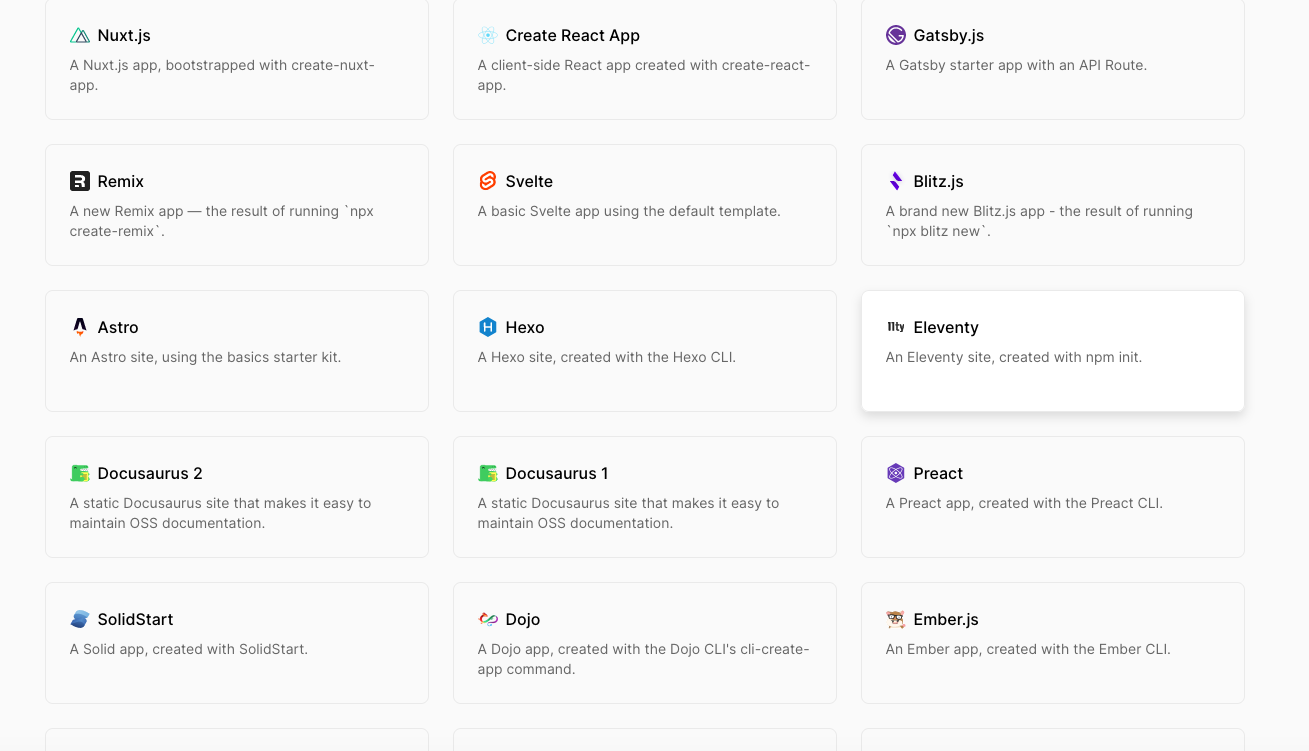 Nuxt.js
A Nuxt.js app, bootstrapped with create-nuxt-
app.
Create React App
A client-side React app created with create-react-
app.
Gatsby.js
A Gatsby starter app with an API Route.
Remix
A new Remix app — the result of running `npx
create-remix`.
Svelte
A basic Svelte app using the default template.
Blitz.js
A brand new Blitz.js app - the result of running
`npx blitz new`.
Astro
An Astro site, using the basics starter kit.
Hexo
A Hexo site, created with the Hexo CLI.
11ty Eleventy
An Eleventy site, created with npm init.
Docusaurus 2
A static Docusaurus site that makes it easy to
maintain OSS documentation.
Docusaurus 1
A static Docusaurus site that makes it easy to
maintain OSS documentation.
Preact
A Preact app, created with the Preact CLI.
SolidStart
A Solid app, created with SolidStart.
Dojo
A Dojo app, created with the Dojo CLI's cli-create-
app command.
Ember.js
An Ember app, created with the Ember CLI.